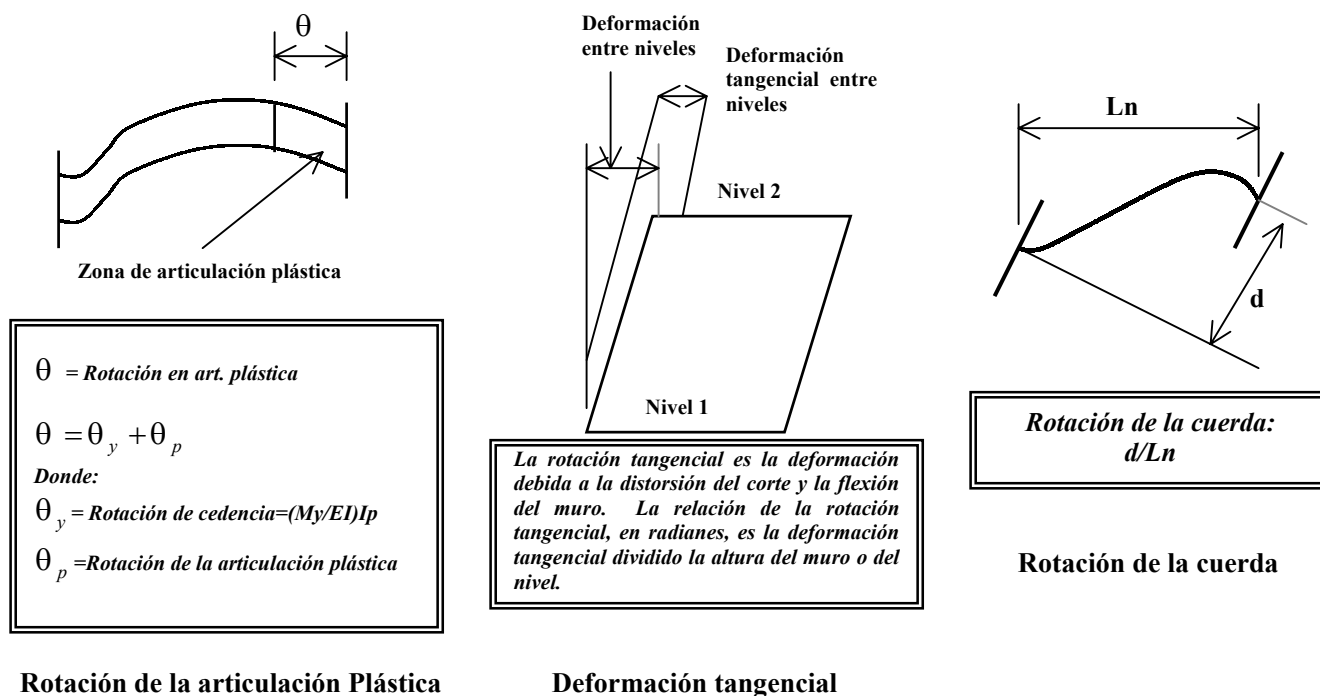 θ
Zona de articulación plástica
θ = Rotación en art. plástica
θ = θy + θp
Donde:
θy = Rotación de cedencia=(My/EI)Ip
θp =Rotación de la articulación plástica
Rotación de la articulación Plástica
Deformación
entre niveles
Deformación
tangencial entre
niveles
Nivel 2
Nivel 1
La rotación tangencial es la deformación
debida a la distorsión del corte y la flexión
del muro. La relación de la rotación
tangencial, en radianes, es la deformación
tangencial dividido la altura del muro o del
nivel.
Deformación tangencial
Ln
d
Rotación de la cuerda:
d/Ln
Rotación de la cuerda